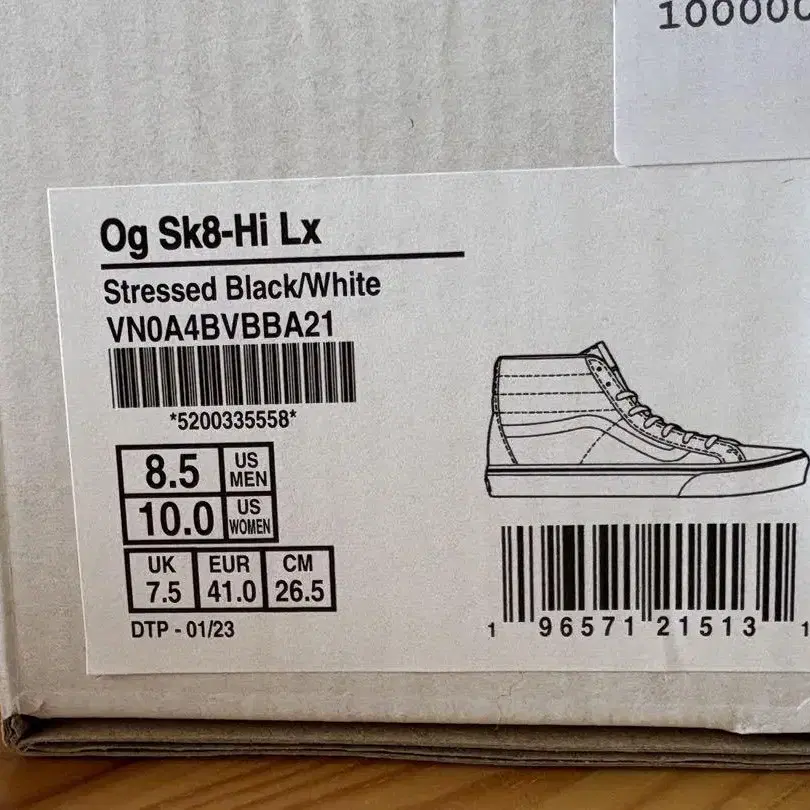 100000
Og Sk8-Hi Lx
Stressed Black/White
VN0A4BVBBA21
*5200335558*
8.5 US MEN
10.0 US WOMEN
UK EUR CM
7.5 41.0 26.5
DTP - 01/23
1 96571 21513 1